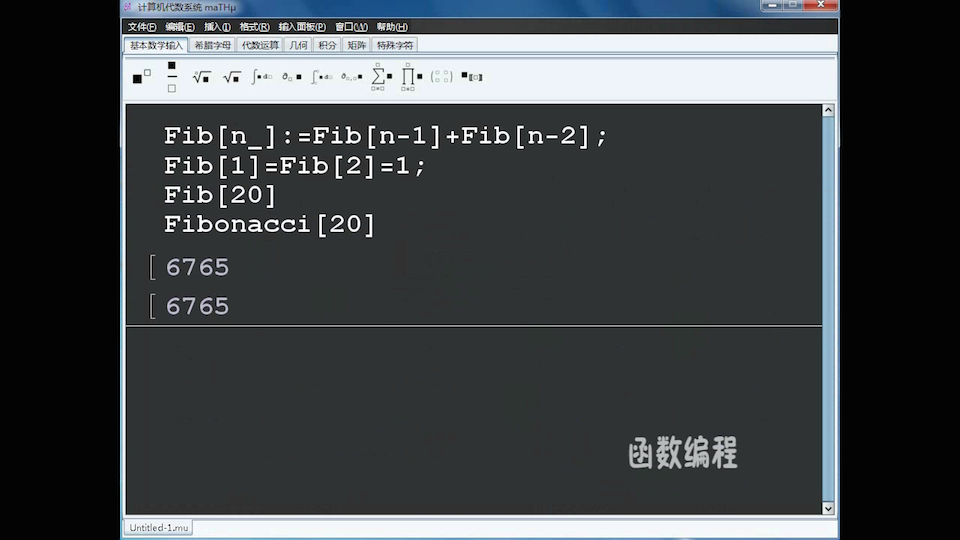 计算机代数系统 maTHμ
文件(F) 编辑(E) 插入(I) 格式(R) 输入面板(P) 窗口(W) 帮助(H)
基本数学输入 希腊字母 代数运算 几何 积分 矩阵 特殊字符
Fib[n_]:=Fib[n-1]+Fib[n-2];
Fib[1]=Fib[2]=1;
Fib[20]
Fibonacci[20]
6765
6765
函数编程
Untitled-1.mu